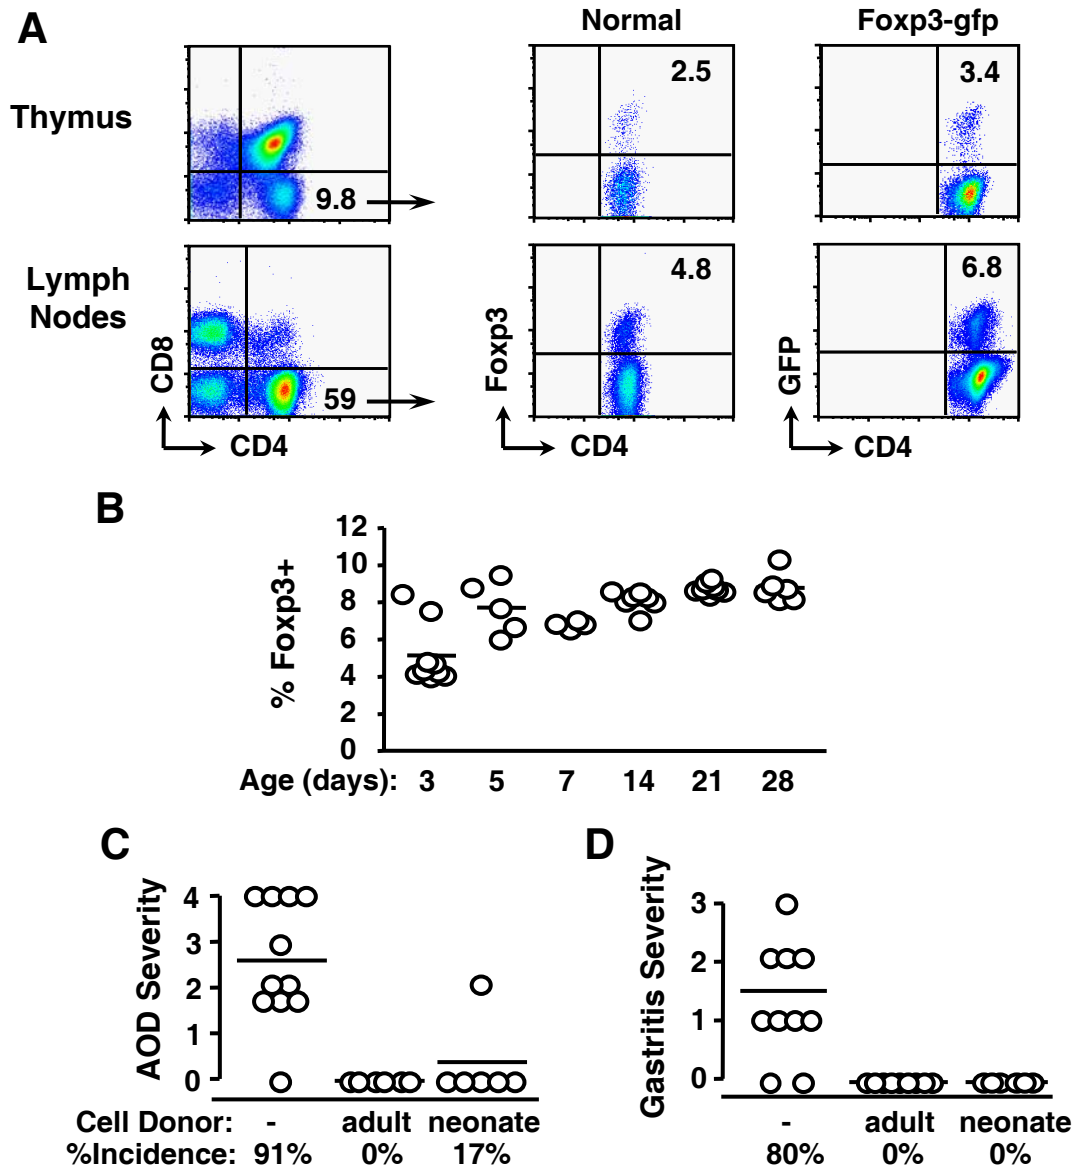 A
Normal
Foxp3-gfp
Thymus
9.8
2.5
3.4
Lymph
Nodes
59
4.8
6.8
CD8
CD4
Foxp3
CD4
GFP
CD4
B
% Foxp3+
12
10
8
6
4
2
0
Age (days): 3 5 7 14 21 28
C
AOD Severity
4
3
2
1
0
Cell Donor: - adult neonate
%Incidence: 91% 0% 17%
D
Gastritis Severity
3
2
1
0
- adult neonate
80% 0% 0%